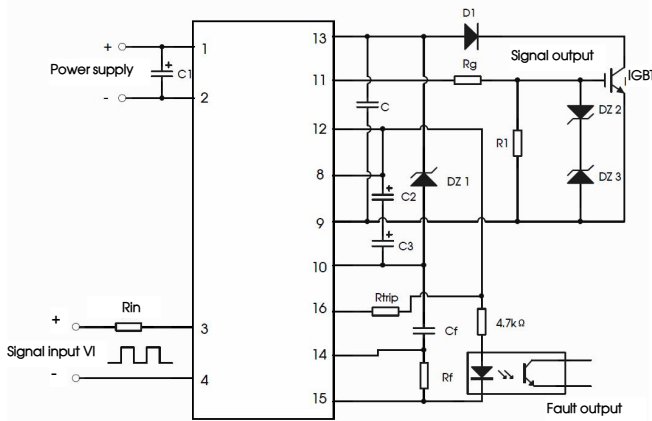 D1
13
+
1
Signal output
Power supply
+
C1
Rg
IGBT
11
-
2
C
DZ 2
12
R1
8
DZ 1
DZ 3
+
C2
9
+
C3
10
Rtrip
16
Rin
+
3
4.7kΩ
Cf
Signal input VI
14
-
4
Rf
15
Fault output